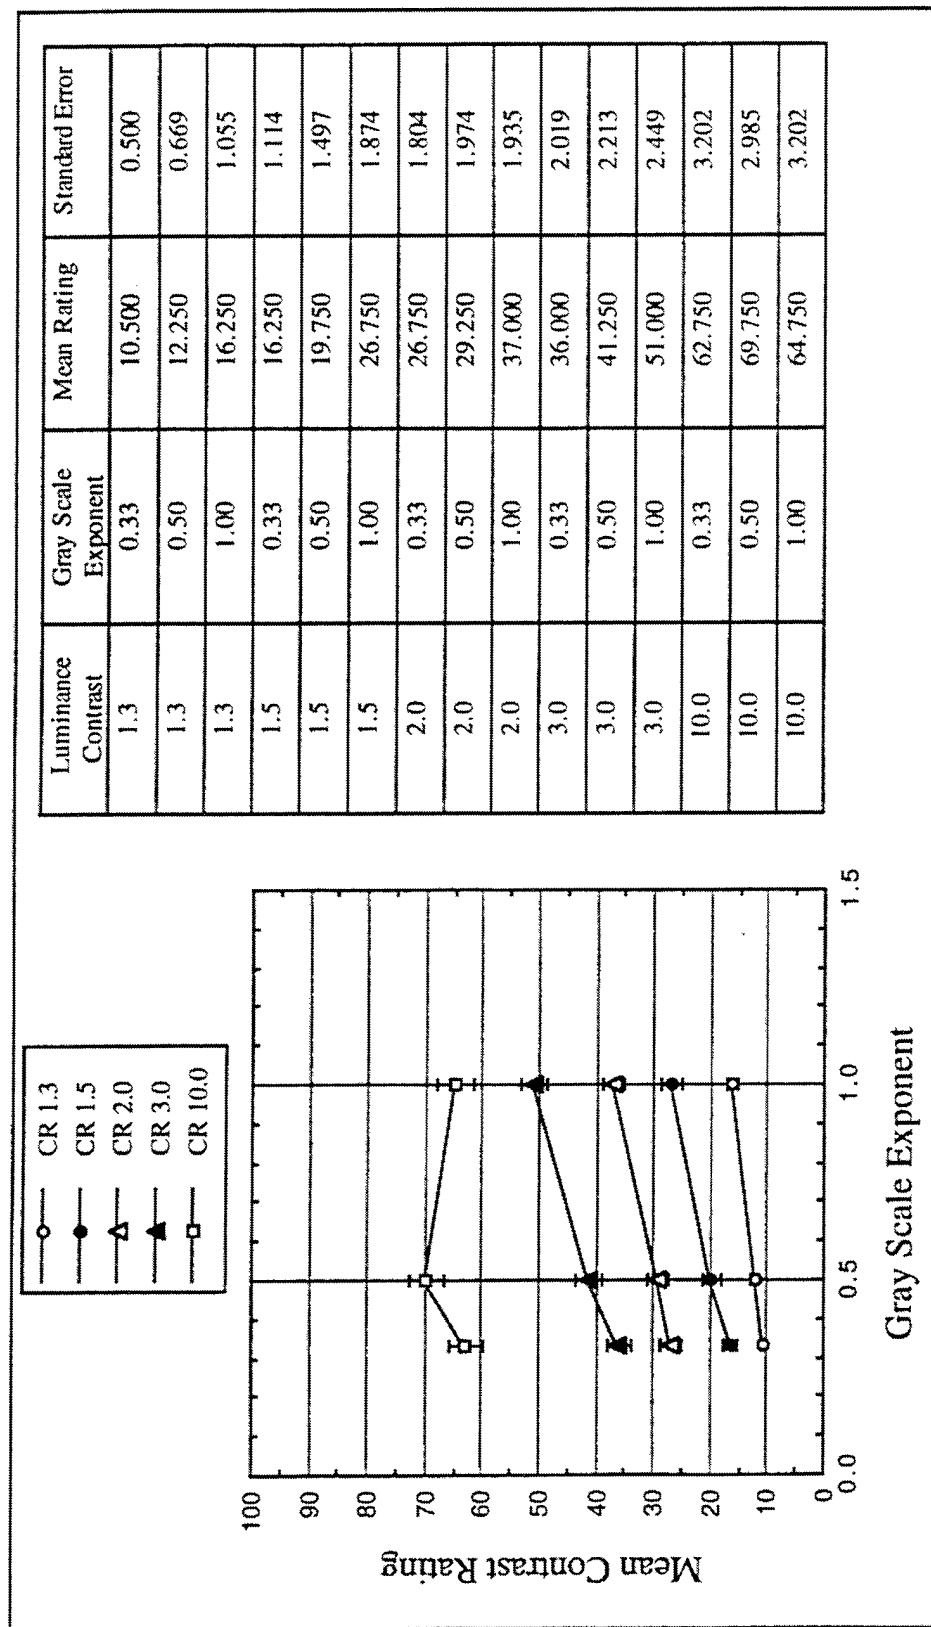 CR 1.3
CR 1.5
CR 2.0
CR 3.0
CR 10.0
Mean Contrast Rating
100
90
80
70
60
50
40
30
20
10
0
0.0 0.5 1.0 1.5
Gray Scale Exponent
Luminance Contrast Gray Scale Exponent Mean Rating Standard Error
1.3 0.33 10.500 0.500
1.3 0.50 12.250 0.669
1.3 1.00 16.250 1.055
1.5 0.33 16.250 1.114
1.5 0.50 19.750 1.497
1.5 1.00 26.750 1.874
2.0 0.33 26.750 1.804
2.0 0.50 29.250 1.974
2.0 1.00 37.000 1.935
3.0 0.33 36.000 2.019
3.0 0.50 41.250 2.213
3.0 1.00 51.000 2.449
10.0 0.33 62.750 3.202
10.0 0.50 69.750 2.985
10.0 1.00 64.750 3.202